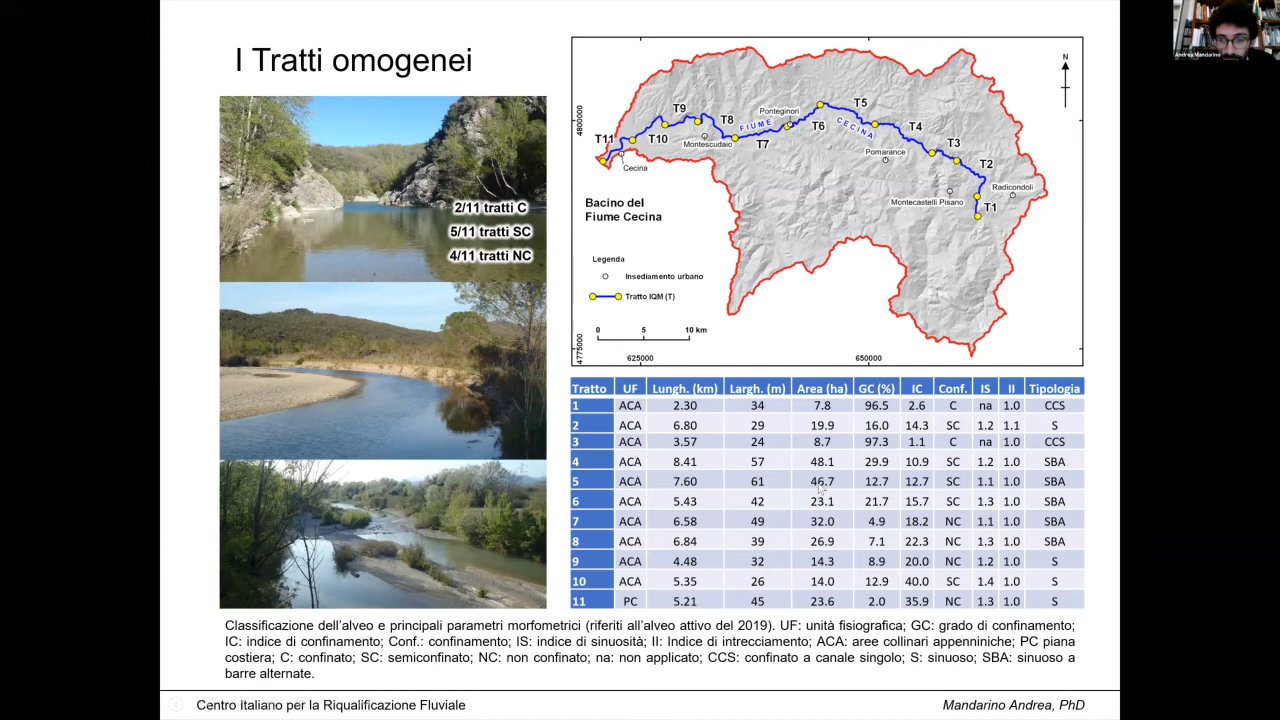 I Tratti omogenei
2/11 tratti C
5/11 tratti SC
4/11 tratti NC
Andrea Mandarino
N
4800000
4775000
625000
650000
T11
T10
T9
T8
T7
T6
T5
T4
T3
T2
T1
FIUME
CECINA
Ponteginori
Montescudaio
Cecina
Pomarance
Montecastelli Pisano
Radicondoli
Bacino del
Fiume Cecina
Legenda
Insediamento urbano
Tratto IQM (T)
0 5 10 km
Tratto UF Lungh. (km) Largh. (m) Area (ha) GC (%) IC Conf. IS II Tipologia
1 ACA 2.30 34 7.8 96.5 2.6 C na 1.0 CCS
2 ACA 6.80 29 19.9 16.0 14.3 SC 1.2 1.1 S
3 ACA 3.57 24 8.7 97.3 1.1 C na 1.0 CCS
4 ACA 8.41 57 48.1 29.9 10.9 SC 1.2 1.0 SBA
5 ACA 7.60 61 46.7 12.7 12.7 SC 1.1 1.0 SBA
6 ACA 5.43 42 23.1 21.7 15.7 SC 1.3 1.0 SBA
7 ACA 6.58 49 32.0 4.9 18.2 NC 1.1 1.0 SBA
8 ACA 6.84 39 26.9 7.1 22.3 NC 1.3 1.0 SBA
9 ACA 4.48 32 14.3 8.9 20.0 NC 1.2 1.0 S
10 ACA 5.35 26 14.0 12.9 40.0 SC 1.4 1.0 S
11 PC 5.21 45 23.6 2.0 35.9 NC 1.3 1.0 S
Classificazione dell'alveo e principali parametri morfometrici (riferiti all'alveo attivo del 2019). UF: unità fisiografica; GC: grado di confinamento;
IC: indice di confinamento; Conf.: confinamento; IS: indice di sinuosità; II: Indice di intrecciamento; ACA: aree collinari appenniniche; PC piana
costiera; C: confinato; SC: semiconfinato; NC: non confinato; na: non applicato; CCS: confinato a canale singolo; S: sinuoso; SBA: sinuoso a
barre alternate.
Centro Italiano per la Riqualificazione Fluviale
Mandarino Andrea, PhD